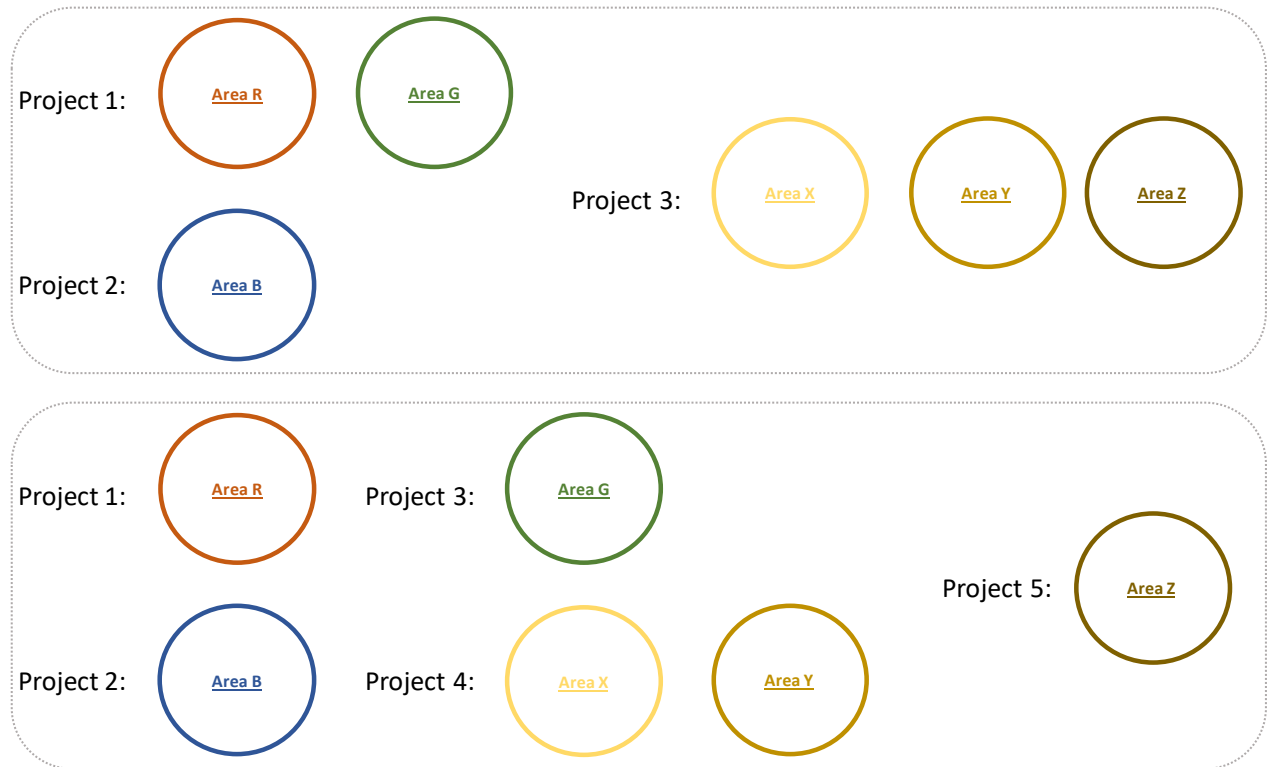 Project 1:
Area R
Area G
Project 3:
Area X
Area Y
Area Z
Project 2:
Area B
Project 1:
Area R
Project 3:
Area G
Project 5:
Area Z
Project 2:
Area B
Project 4:
Area X
Area Y